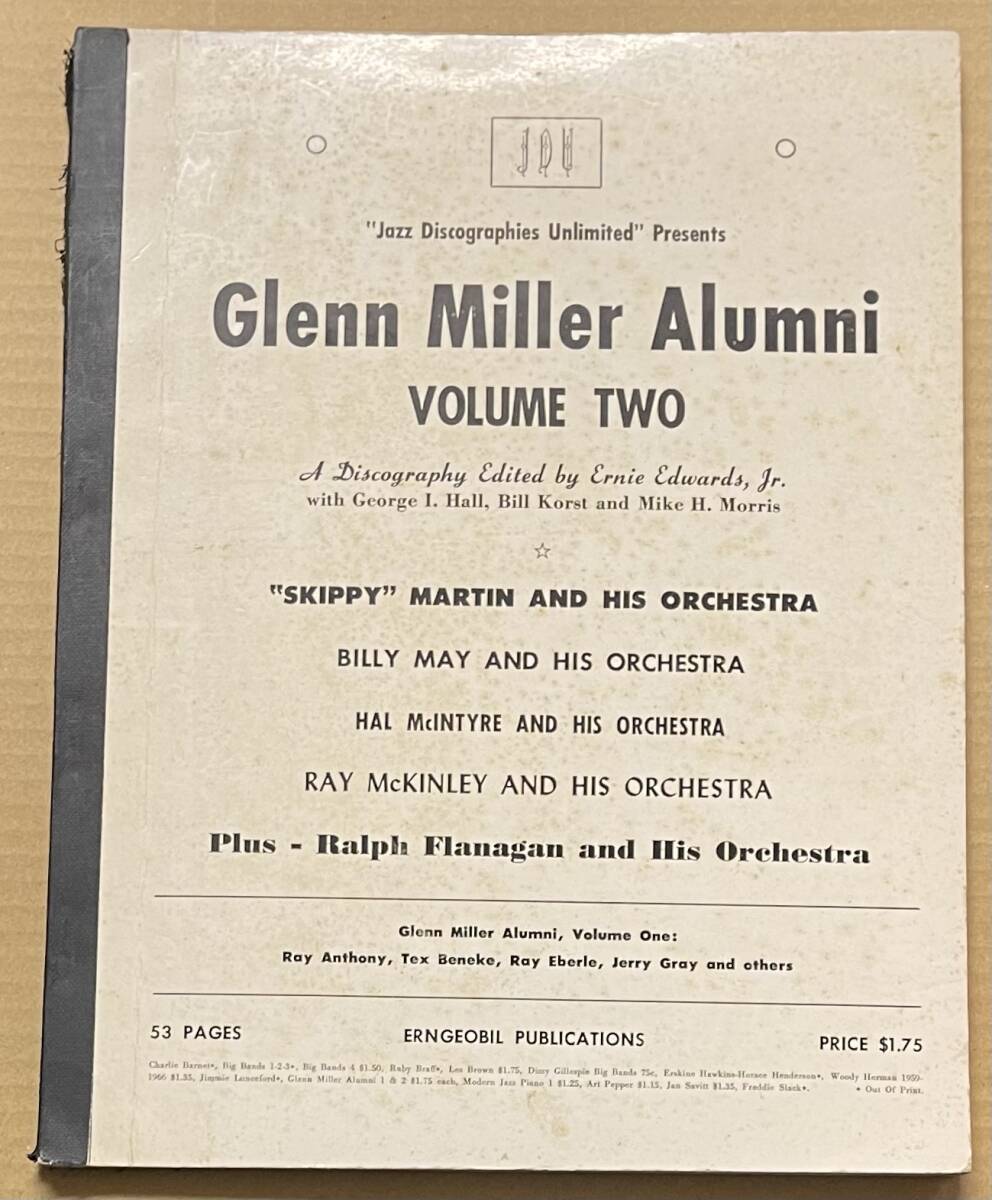 JDU
"Jazz Discographies Unlimited" Presents
Glenn Miller Alumni
VOLUME TWO
A Discography Edited by Ernie Edwards, Jr.
with George I. Hall, Bill Korst and Mike H. Morris
☆
"SKIPPY" MARTIN AND HIS ORCHESTRA
BILLY MAY AND HIS ORCHESTRA
HAL McINTYRE AND HIS ORCHESTRA
RAY McKINLEY AND HIS ORCHESTRA
Plus - Ralph Flanagan and His Orchestra
Glenn Miller Alumni, Volume One:
Ray Anthony, Tex Beneke, Ray Eberle, Jerry Gray and others
53 PAGES ERNGEOBIL PUBLICATIONS PRICE $1.75
Charlie Barnet*, Big Bands 1-2-3*, Big Bands 4 $1.50, Ruby Braff*, Les Brown $1.75, Dizzy Gillespie Big Bands 75c, Erskine Hawkins-Horace Henderson*, Woody Herman 1959-
1966 $1.35, Jimmie Lunceford*, Glenn Miller Alumni 1 & 2 $1.75 each, Modern Jazz Piano 1 $1.25, Art Pepper $1.15, Jan Savitt $1.35, Freddie Slack*. * Out Of Print.